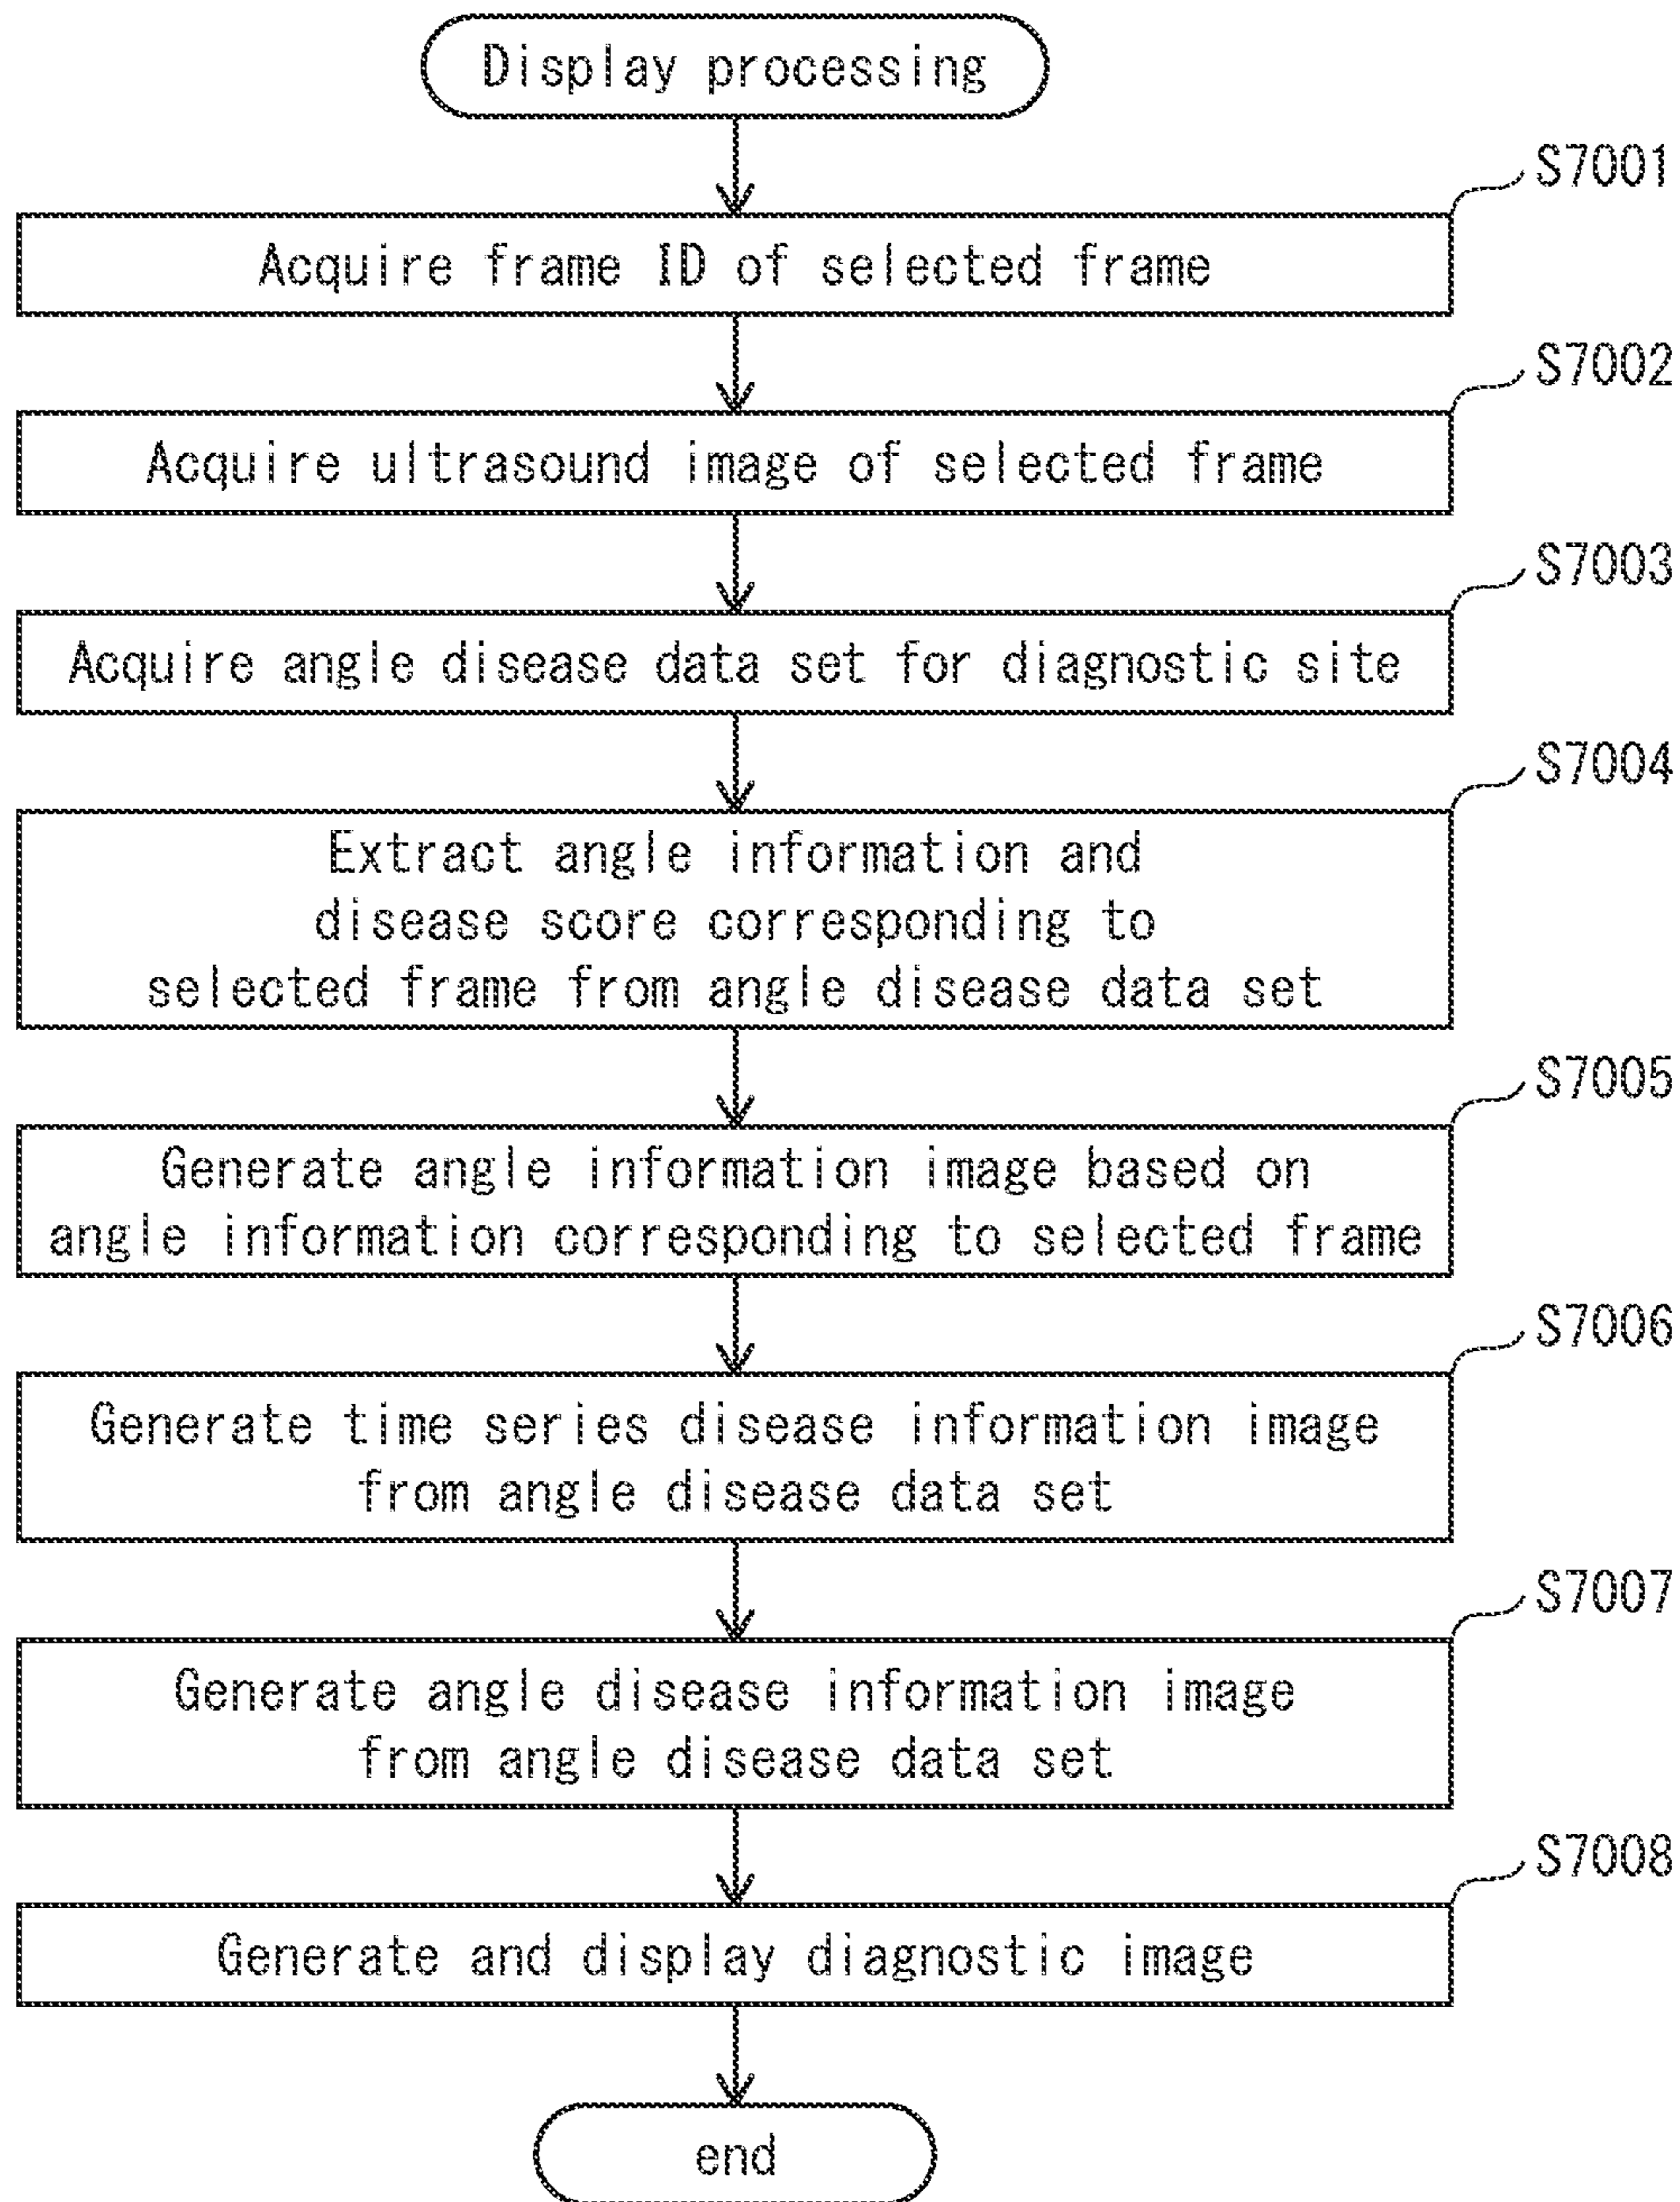 Display processing
S7001
Acquire frame ID of selected frame
S7002
Acquire ultrasound image of selected frame
S7003
Acquire angle disease data set for diagnostic site
S7004
Extract angle information and
disease score corresponding to
selected frame from angle disease data set
S7005
Generate angle information image based on
angle information corresponding to selected frame
S7006
Generate time series disease information image
from angle disease data set
S7007
Generate angle disease information image
from angle disease data set
S7008
Generate and display diagnostic image
end